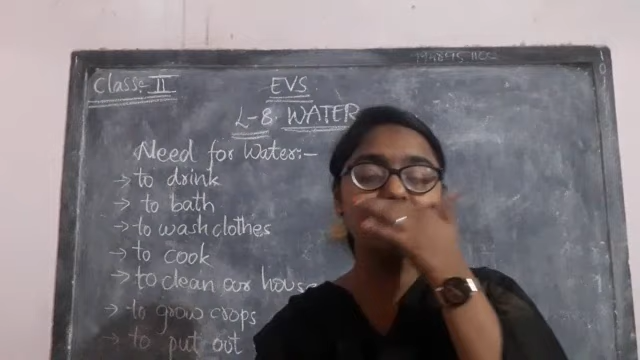 Class:- II
EVS
L-8. WATER
Need for Water:-
→ to drink
→ to bath
→ to wash clothes
→ to cook
→ to clean our house
→ to grow crops
→ to put out